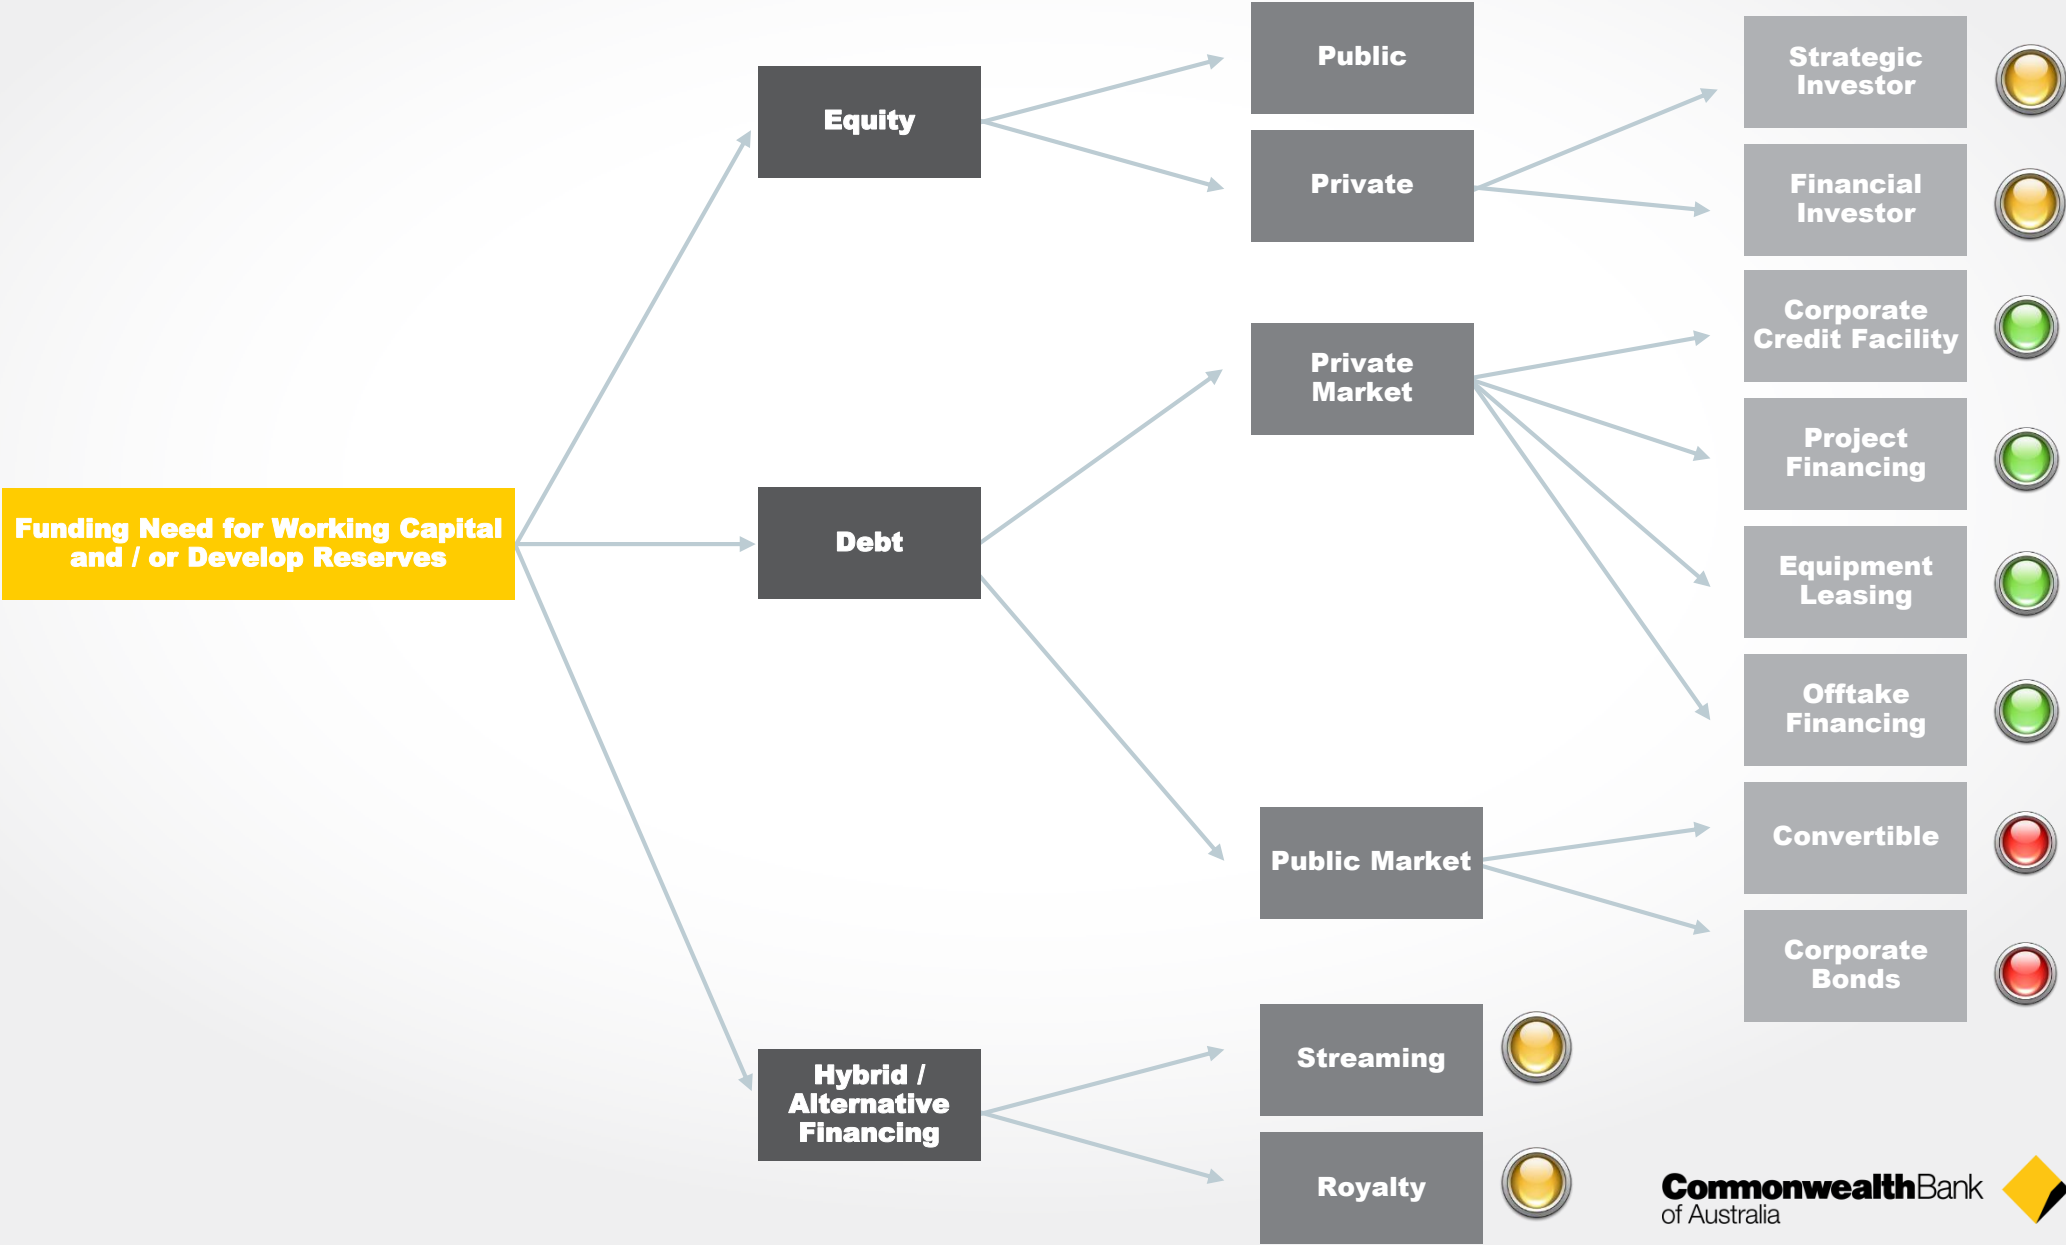 Funding Need for Working Capital
and / or Develop Reserves
Equity
Debt
Hybrid /
Alternative
Financing
Public
Private
Private
Market
Public Market
Streaming
Royalty
Strategic
Investor
Financial
Investor
Corporate
Credit Facility
Project
Financing
Equipment
Leasing
Offtake
Financing
Convertible
Corporate
Bonds
CommonwealthBank
of Australia